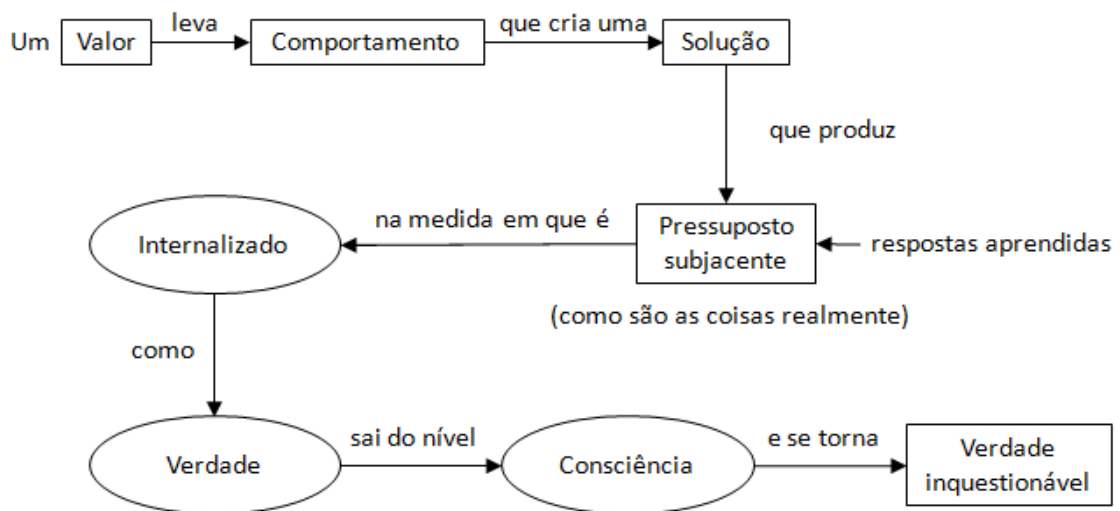 Um Valor leva Comportamento que cria uma Solução
que produz
na medida em que é
Internalizado
Pressuposto
subjacente
respostas aprendidas
(como são as coisas realmente)
como
Verdade sai do nível Consciência e se torna
Verdade
inquestionável